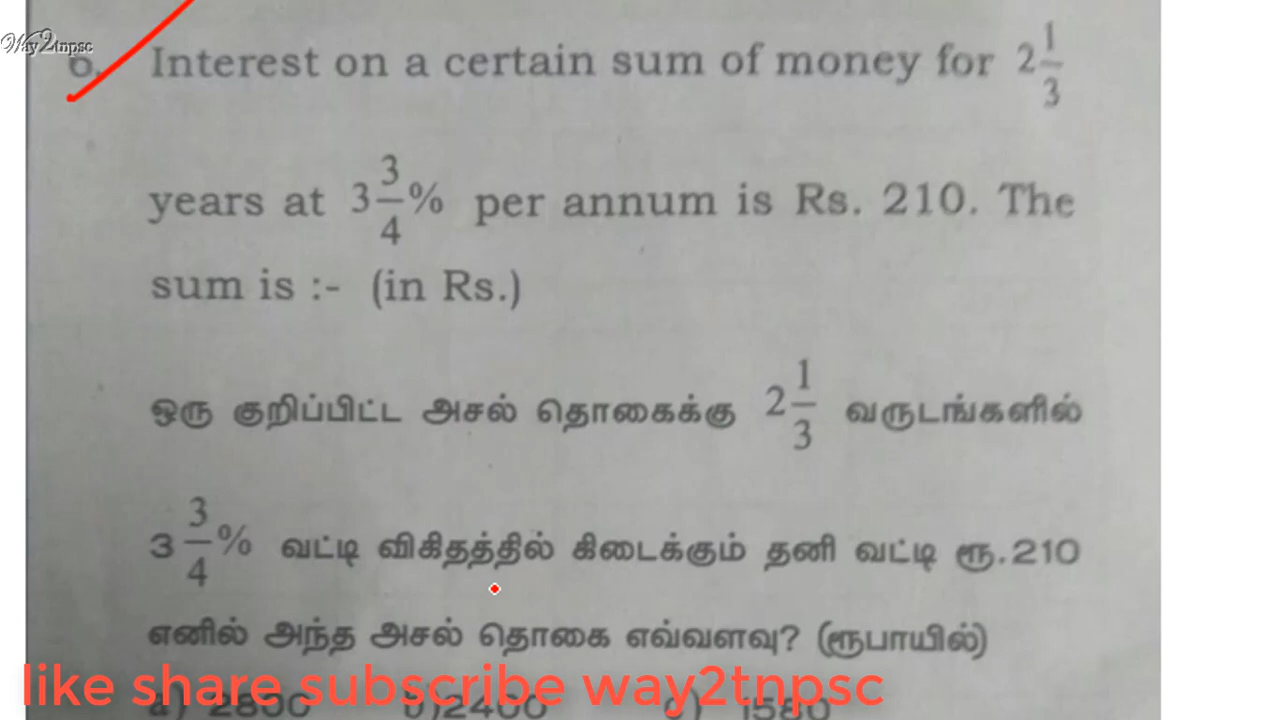 Way2tnpsc
6. Interest on a certain sum of money for 2 1/3
years at 3 3/4 % per annum is Rs. 210. The
sum is :- (in Rs.)
ஒரு குறிப்பிட்ட அசல் தொகைக்கு 2 1/3 வருடங்களில்
3 3/4 % வட்டி விகிதத்தில் கிடைக்கும் தனி வட்டி ரூ.210
எனில் அந்த அசல் தொகை எவ்வளவு? (ரூபாயில்)
like share subscribe way2tnpsc
a) 2800 b) 2400 c) 1580